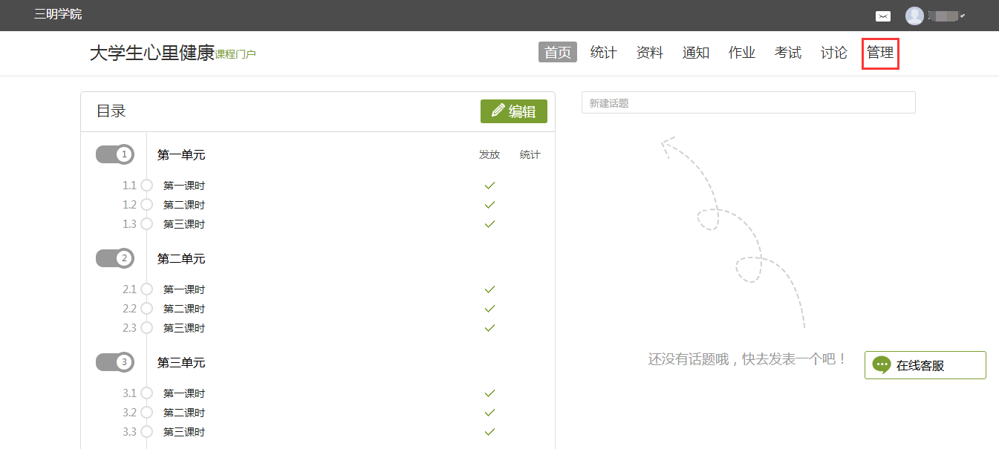 三明学院
大学生心里健康课程门户 首页 统计 资料 通知 作业 考试 讨论 管理
目录 编辑
1 第一单元 发放 统计
1.1 第一课时
1.2 第二课时
1.3 第三课时
2 第二单元
2.1 第一课时
2.2 第二课时
2.3 第三课时
3 第三单元
3.1 第一课时
3.2 第二课时
3.3 第三课时
新建话题
还没有话题哦，快去发表一个吧！
在线客服